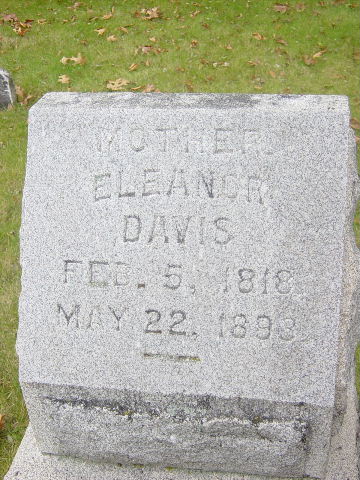 MOTHER
ELEANOR
DAVIS
FEB. 5, 1818
MAY 22. 1893